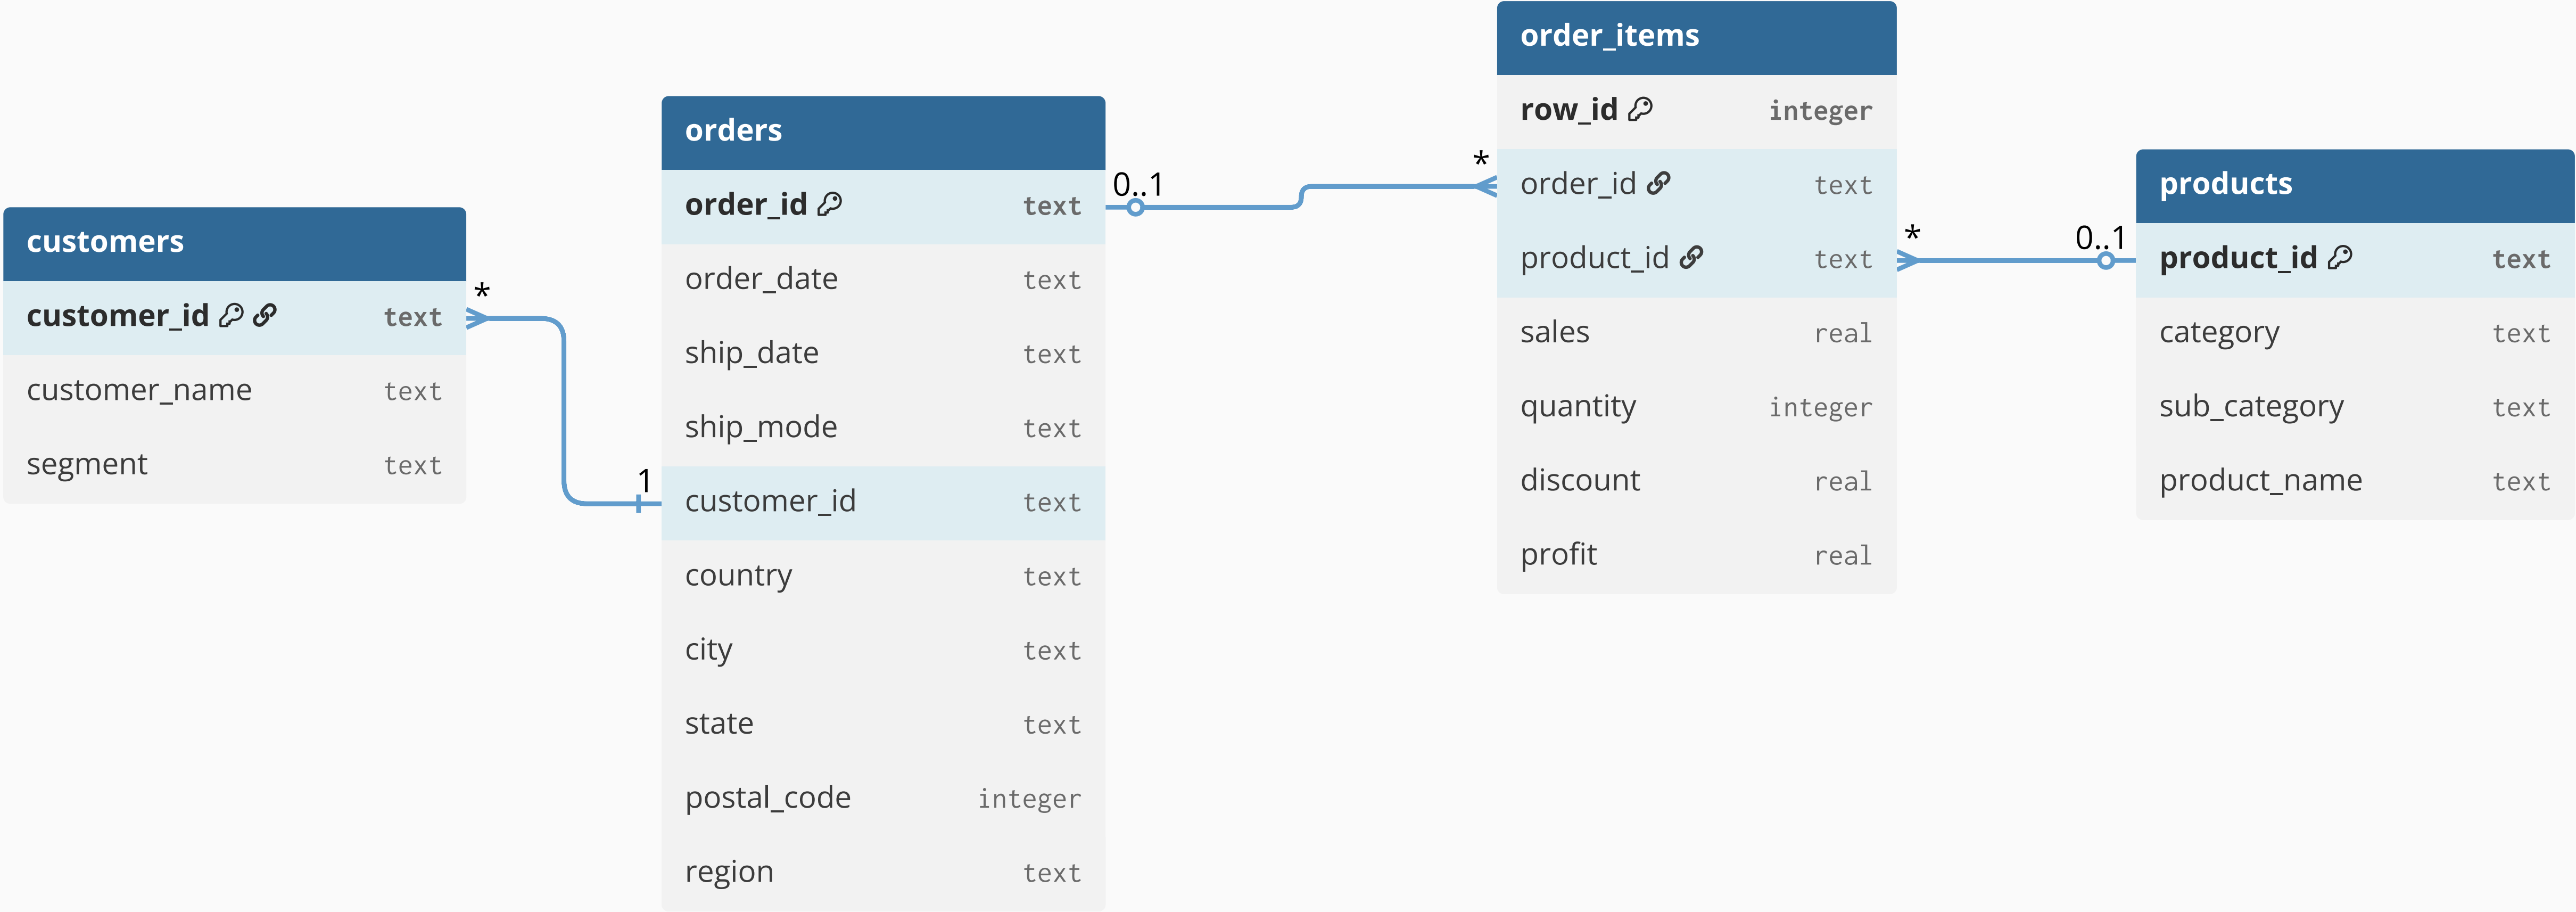 customers
customer_id text
customer_name text
segment text
*
1
orders
order_id text
order_date text
ship_date text
ship_mode text
customer_id text
country text
city text
state text
postal_code integer
region text
0..1
*
order_items
row_id integer
order_id text
product_id text
sales real
quantity integer
discount real
profit real
*
0..1
products
product_id text
category text
sub_category text
product_name text